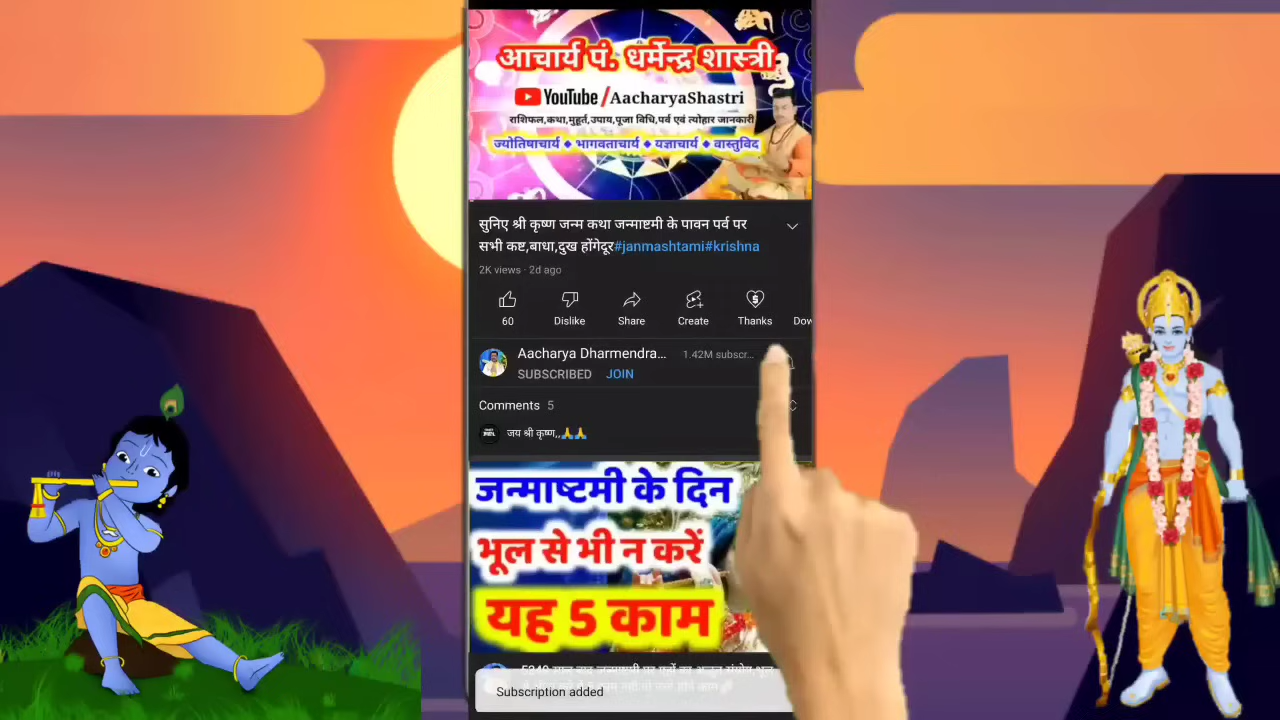 आचार्य पं. धर्मेन्द्र शास्त्री
YouTube /AacharyaShastri
राशिफल,कथा,मुहूर्त,उपाय,पूजा विधि,पर्व एवं त्योहार जानकारी
ज्योतिषाचार्य ◆ भागवताचार्य ◆ यज्ञाचार्य ◆ वास्तुविद
सुनिए श्री कृष्ण जन्म कथा जन्माष्टमी के पावन पर्व पर
सभी कष्ट,बाधा,दुख होंगेदूर#janmashtami#krishna
2K views · 2d ago
60 Dislike Share Create Thanks Dow
Aacharya Dharmendra... 1.42M subscr...
SUBSCRIBED JOIN
Comments 5
जय श्री कृष्ण,,🙏🙏
जन्माष्टमी के दिन
भूल से भी न करें
यह 5 काम
Subscription added